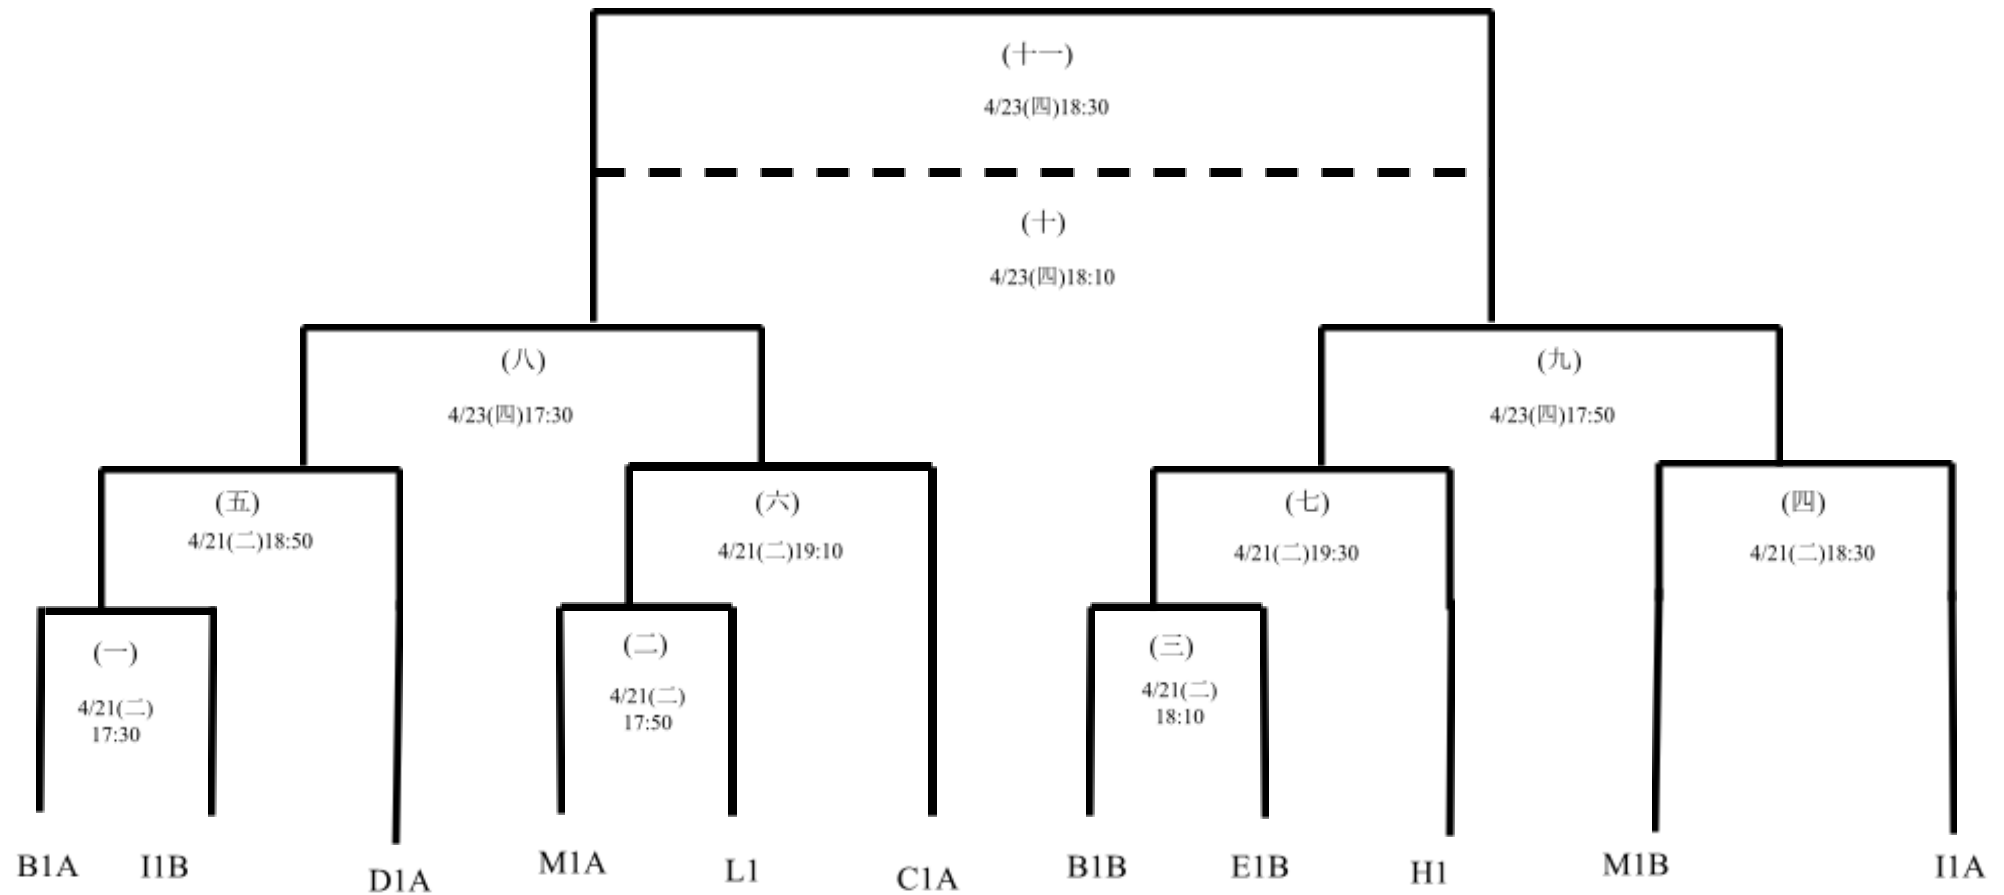 (十一)
4/23(四)18:30
(十)
4/23(四)18:10
(八)
4/23(四)17:30
(九)
4/23(四)17:50
(五)
4/21(二)18:50
(六)
4/21(二)19:10
(七)
4/21(二)19:30
(四)
4/21(二)18:30
(一)
4/21(二)
17:30
(二)
4/21(二)
17:50
(三)
4/21(二)
18:10
B1A
I1B
D1A
M1A
L1
C1A
B1B
E1B
H1
M1B
I1A